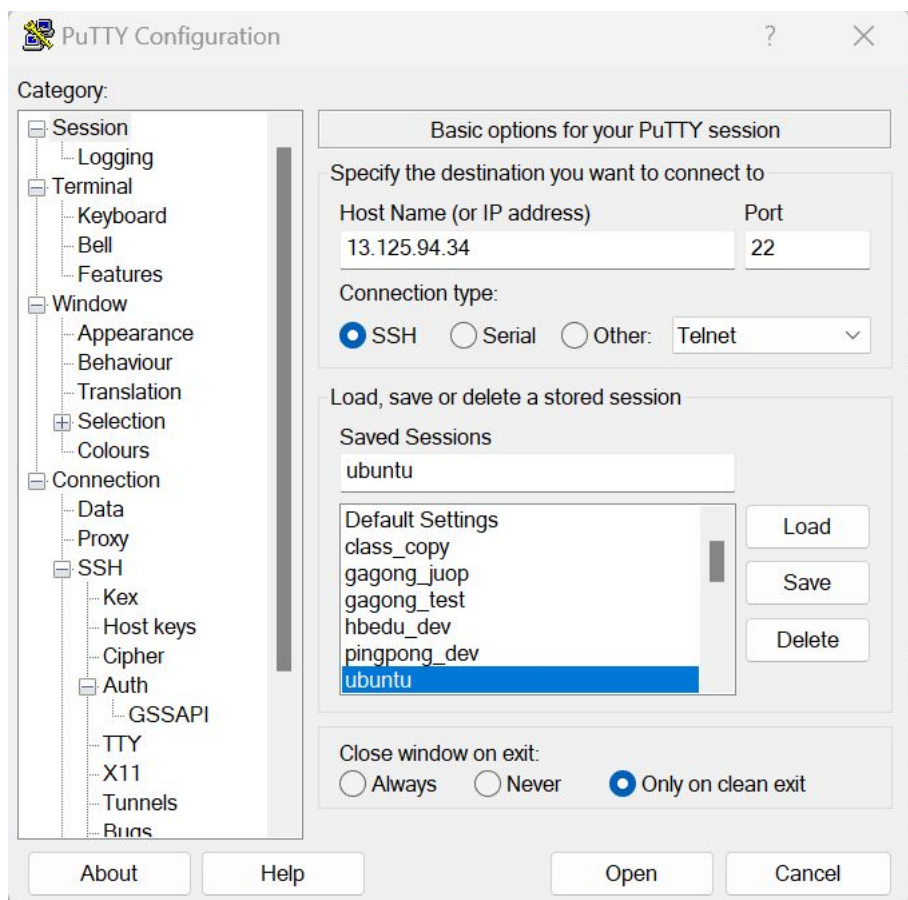 PuTTY Configuration
?
Category:
Session
Logging
Terminal
Keyboard
Bell
Features
Window
Appearance
Behaviour
Translation
Selection
Colours
Connection
Data
Proxy
SSH
Kex
Host keys
Cipher
Auth
GSSAPI
TTY
X11
Tunnels
Bugs
Basic options for your PuTTY session
Specify the destination you want to connect to
Host Name (or IP address) Port
13.125.94.34 22
Connection type:
SSH Serial Other: Telnet
Load, save or delete a stored session
Saved Sessions
ubuntu
Default Settings
class_copy
gagong_juop
gagong_test
hbedu_dev
pingpong_dev
ubuntu
Load
Save
Delete
Close window on exit:
Always Never Only on clean exit
About Help Open Cancel